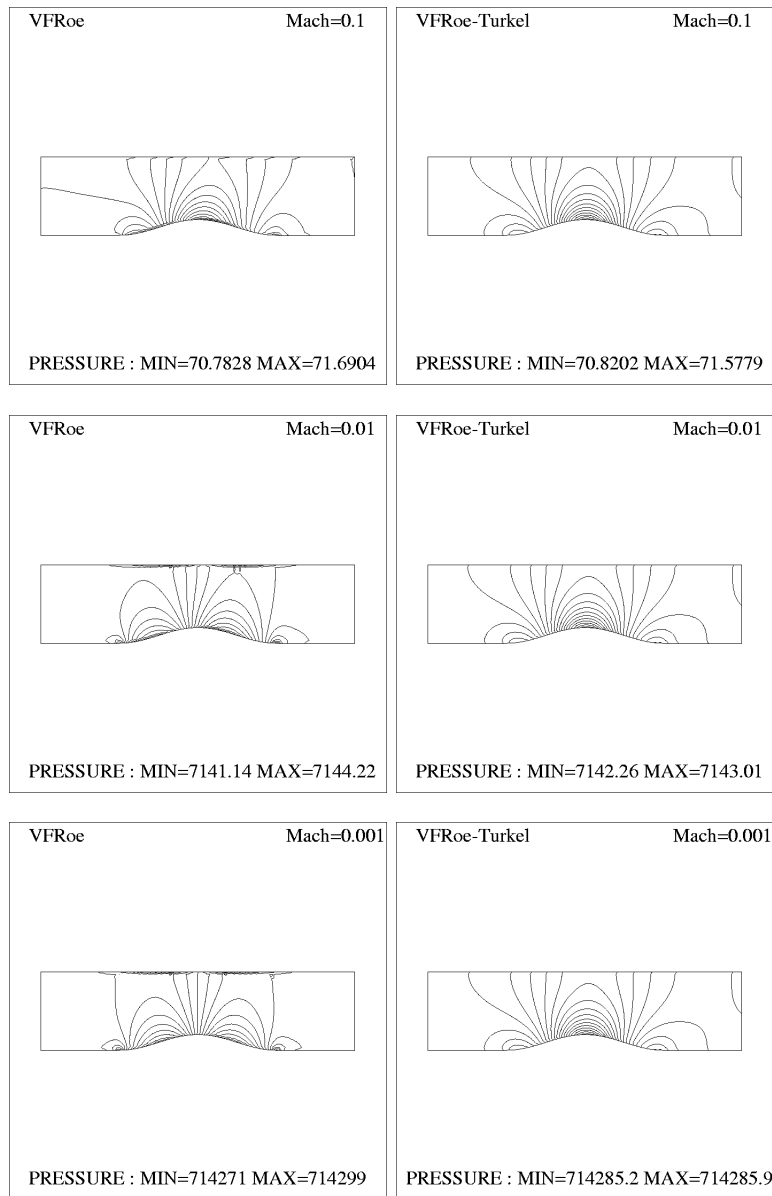 VFRoe Mach=0.1
PRESSURE : MIN=70.7828 MAX=71.6904
VFRoe-Turkel Mach=0.1
PRESSURE : MIN=70.8202 MAX=71.5779
VFRoe Mach=0.01
PRESSURE : MIN=7141.14 MAX=7144.22
VFRoe-Turkel Mach=0.01
PRESSURE : MIN=7142.26 MAX=7143.01
VFRoe Mach=0.001
PRESSURE : MIN=714271 MAX=714299
VFRoe-Turkel Mach=0.001
PRESSURE : MIN=714285.2 MAX=714285.9